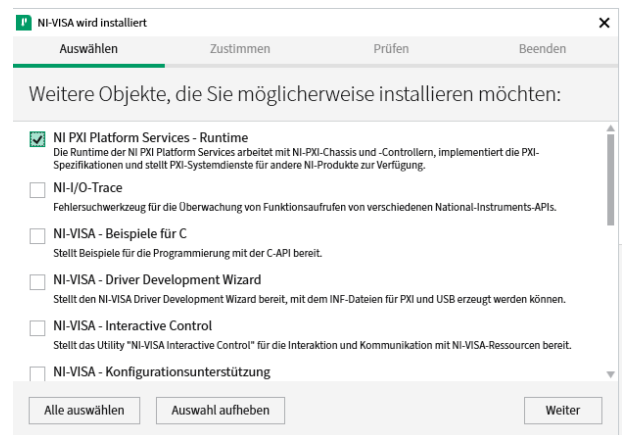 NI-VISA wird installiert
Auswählen
Zustimmen
Prüfen
Beenden
Weitere Objekte, die Sie möglicherweise installieren möchten:
NI PXI Platform Services - Runtime
Die Runtime der NI PXI Platform Services arbeitet mit NI-PXI-Chassis und -Controllern, implementiert die PXI-
Spezifikationen und stellt PXI-Systemdienste für andere NI-Produkte zur Verfügung.
NI-I/O-Trace
Fehlersuchwerkzeug für die Überwachung von Funktionsaufrufen von verschiedenen National-Instruments-APIs.
NI-VISA - Beispiele für C
Stellt Beispiele für die Programmierung mit der C-API bereit.
NI-VISA - Driver Development Wizard
Stellt den NI-VISA Driver Development Wizard bereit, mit dem INF-Dateien für PXI und USB erzeugt werden können.
NI-VISA - Interactive Control
Stellt das Utility "NI-VISA Interactive Control" für die Interaktion und Kommunikation mit NI-VISA-Ressourcen bereit.
NI-VISA - Konfigurationsunterstützung
Alle auswählen
Auswahl aufheben
Weiter